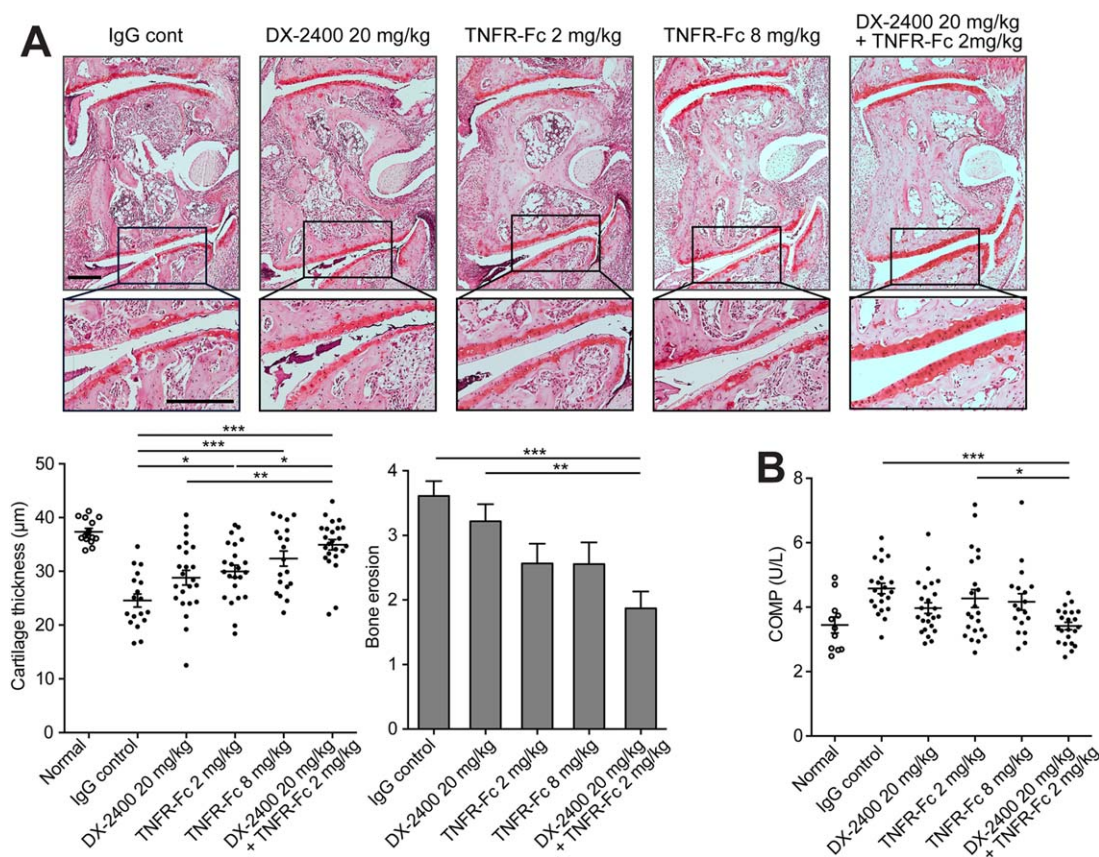 A
IgG cont
DX-2400 20 mg/kg
TNFR-Fc 2 mg/kg
TNFR-Fc 8 mg/kg
DX-2400 20 mg/kg
+ TNFR-Fc 2mg/kg
Cartilage thickness (µm)
50
40
30
20
10
0
***
***
*
*
**
Normal
IgG control
DX-2400 20 mg/kg
TNFR-Fc 2 mg/kg
TNFR-Fc 8 mg/kg
DX-2400 20 mg/kg
+ TNFR-Fc 2 mg/kg
Bone erosion
4
3
2
1
0
***
**
IgG control
DX-2400 20 mg/kg
TNFR-Fc 2 mg/kg
TNFR-Fc 8 mg/kg
DX-2400 20 mg/kg
+ TNFR-Fc 2 mg/kg
B
COMP (U/L)
8
6
4
2
0
***
*
Normal
IgG control
DX-2400 20 mg/kg
TNFR-Fc 2 mg/kg
TNFR-Fc 8 mg/kg
DX-2400 20 mg/kg
+ TNFR-Fc 2 mg/kg